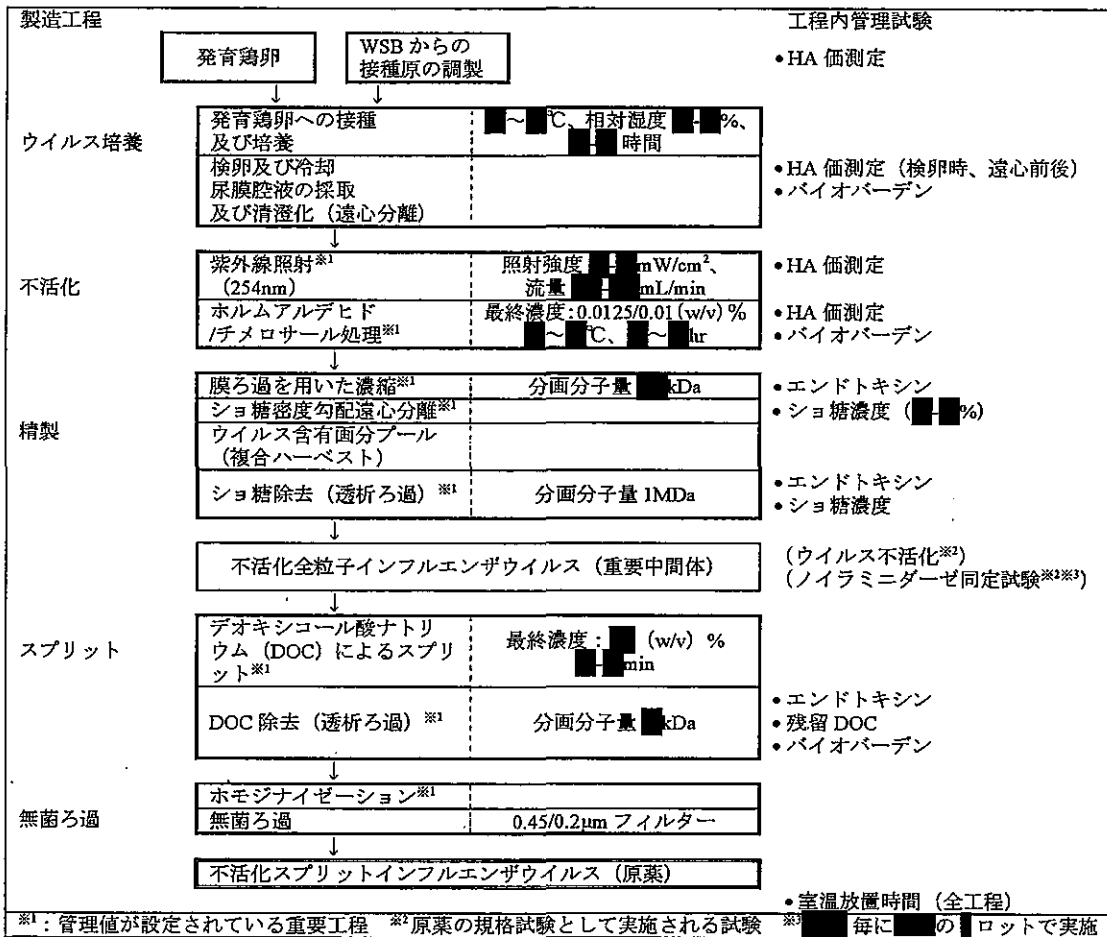 製造工程
工程内管理試験
発育鶏卵
WSB からの
接種原の調製
• HA 価測定
ウイルス培養
発育鶏卵への接種
及び培養
■~■℃、相対湿度 ■-■%、
■-■ 時間
検卵及び冷却
尿膜腔液の採取
及び清澄化（遠心分離）
• HA 価測定（検卵時、遠心前後）
• バイオバーデン
不活化
紫外線照射※1
（254nm）
照射強度 ■-■mW/cm²、
流量 ■-■mL/min
• HA 価測定
ホルムアルデヒド
/チメロサール処理※1
最終濃度：0.0125/0.01 (w/v) %
■~■℃、■~■hr
• HA 価測定
• バイオバーデン
精製
膜ろ過を用いた濃縮※1
分画分子量 ■kDa
• エンドトキシン
ショ糖密度勾配遠心分離※1
• ショ糖濃度（■-■%）
ウイルス含有画分プール
（複合ハーベスト）
ショ糖除去（透析ろ過）※1
分画分子量 1MDa
• エンドトキシン
• ショ糖濃度
不活化全粒子インフルエンザウイルス（重要中間体）
（ウイルス不活化※2）
（ノイラミニダーゼ同定試験※2※3）
スプリット
デオキシコール酸ナトリ
ウム（DOC）によるスプリ
ット※1
最終濃度：■ (w/v) %
■-■min
DOC 除去（透析ろ過）※1
分画分子量 ■kDa
• エンドトキシン
• 残留 DOC
• バイオバーデン
無菌ろ過
ホモジナイゼーション※1
無菌ろ過
0.45/0.2μm フィルター
不活化スプリットインフルエンザウイルス（原薬）
• 室温放置時間（全工程）
※1：管理値が設定されている重要工程 ※2 原薬の規格試験として実施される試験 ※3 ■ 毎に■の■ロットで実施